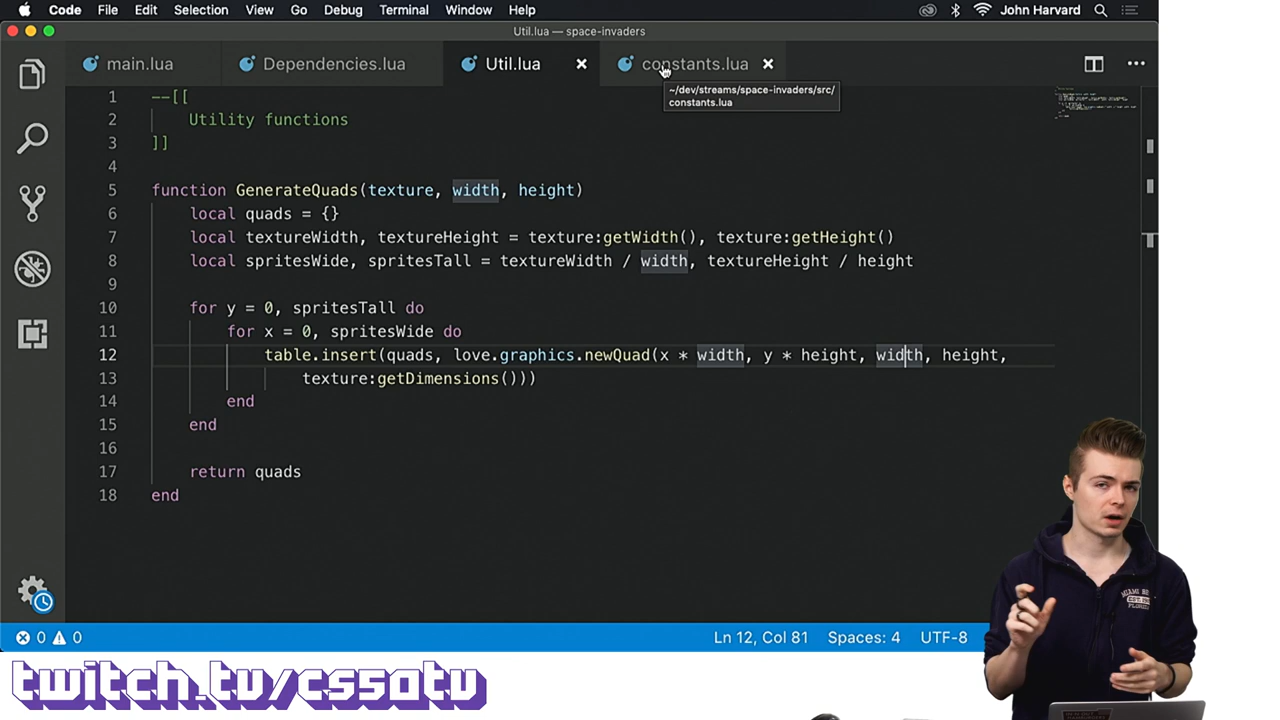 Code File Edit Selection View Go Debug Terminal Window Help John Harvard
Util.lua — space-invaders
main.lua Dependencies.lua Util.lua constants.lua
~/dev/streams/space-invaders/src/
constants.lua
1 --[[
2 Utility functions
3 ]]
4
5 function GenerateQuads(texture, width, height)
6 local quads = {}
7 local textureWidth, textureHeight = texture:getWidth(), texture:getHeight()
8 local spritesWide, spritesTall = textureWidth / width, textureHeight / height
9
10 for y = 0, spritesTall do
11 for x = 0, spritesWide do
12 table.insert(quads, love.graphics.newQuad(x * width, y * height, width, height,
13 texture:getDimensions()))
14 end
15 end
16
17 return quads
18 end
0 0 Ln 12, Col 81 Spaces: 4 UTF-8
twitch.tv/cs50tv